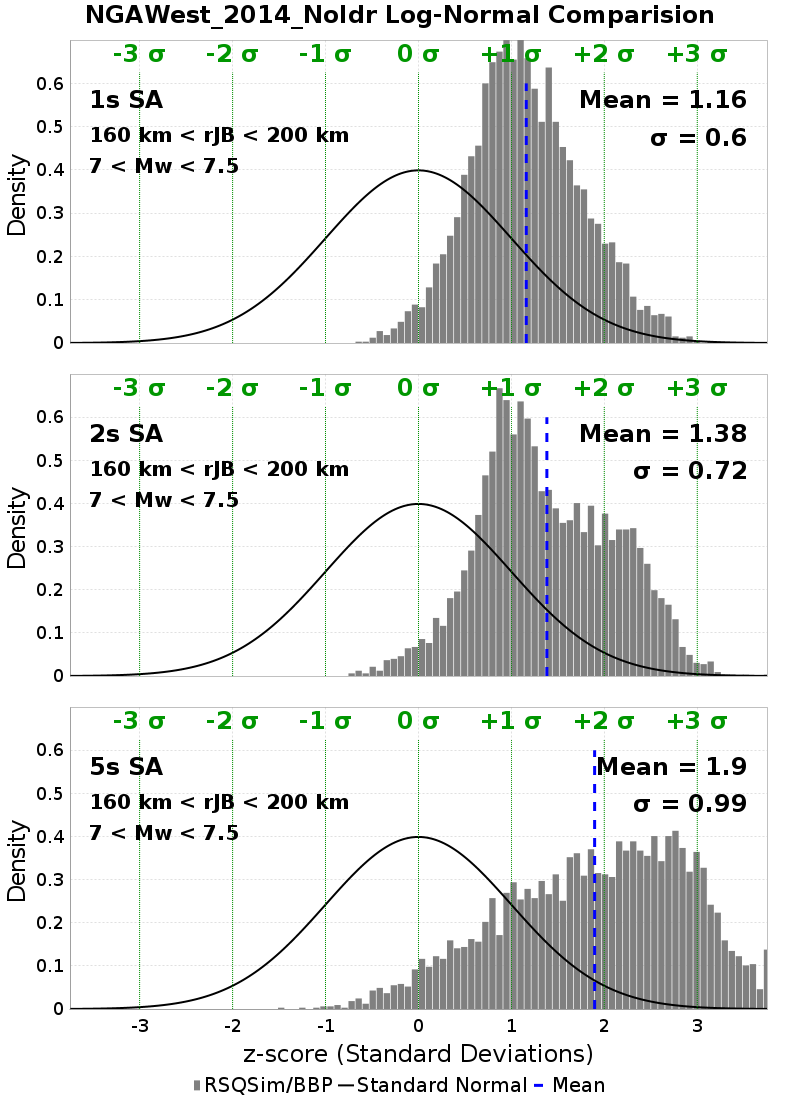 NGAWest_2014_NoIdr Log-Normal Comparision
-3 σ -2 σ -1 σ 0 σ +1 σ +2 σ +3 σ
0.6
1s SA Mean = 1.16
0.5
160 km < rJB < 200 km σ = 0.6
7 < Mw < 7.5
0.4
0.3
0.2
0.1
0
Density
-3 σ -2 σ -1 σ 0 σ +1 σ +2 σ +3 σ
0.6
2s SA Mean = 1.38
0.5
160 km < rJB < 200 km σ = 0.72
7 < Mw < 7.5
0.4
0.3
0.2
0.1
0
Density
-3 σ -2 σ -1 σ 0 σ +1 σ +2 σ +3 σ
0.6
5s SA Mean = 1.9
0.5
160 km < rJB < 200 km σ = 0.99
7 < Mw < 7.5
0.4
0.3
0.2
0.1
0
Density
-3 -2 -1 0 1 2 3
z-score (Standard Deviations)
RSQSim/BBP Standard Normal Mean